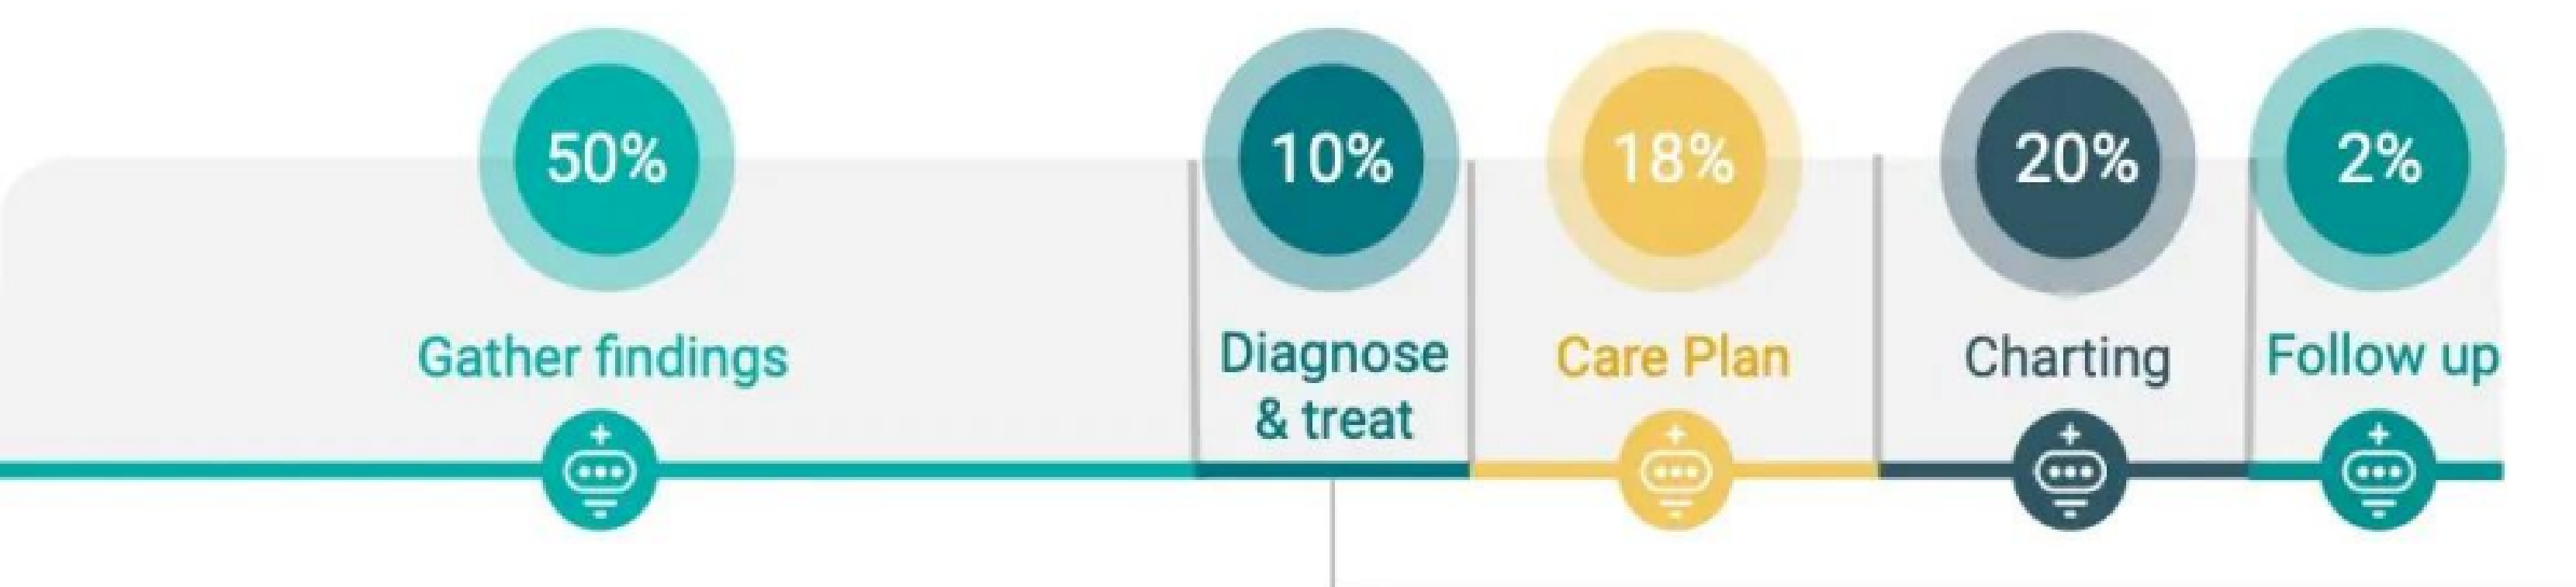 50%
10%
18%
20%
2%
Gather findings
Diagnose
& treat
Care Plan
Charting
Follow up